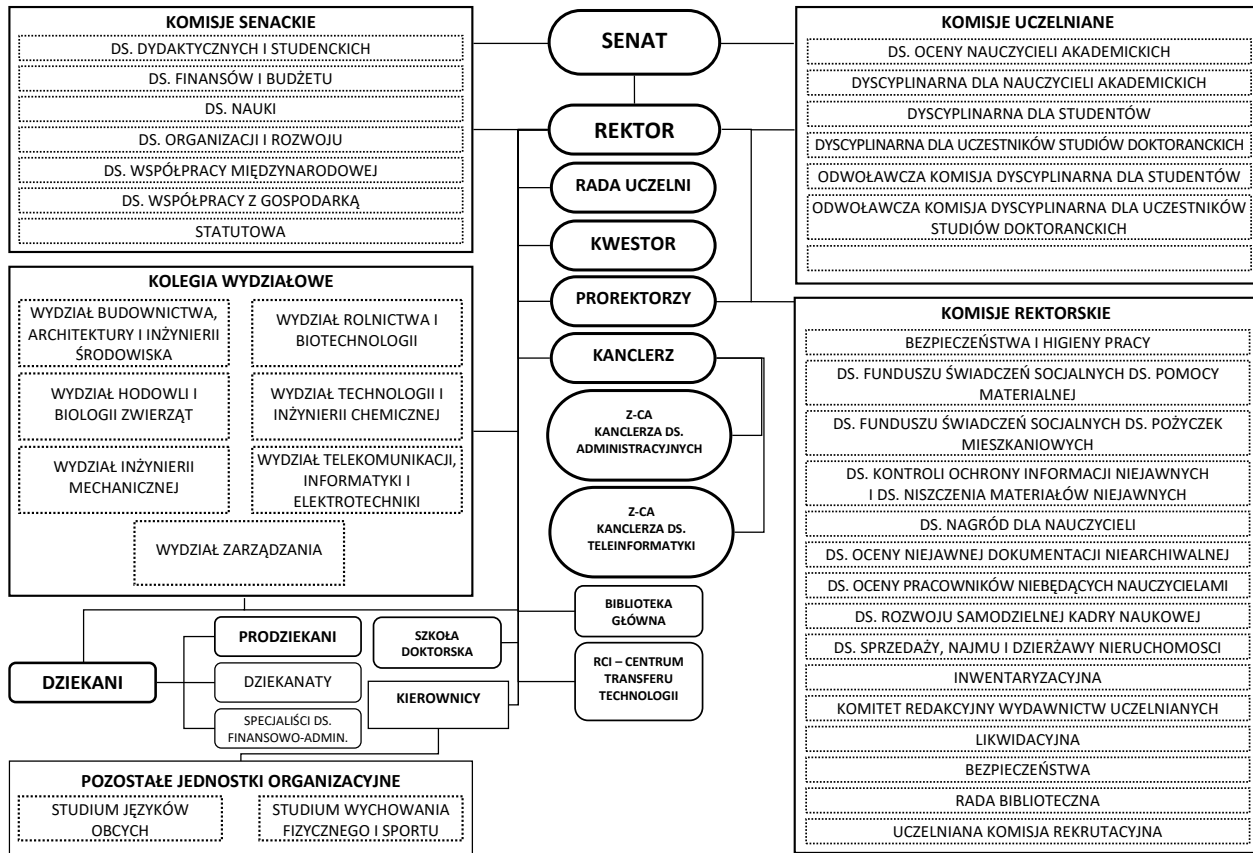 KOMISJE SENACKIE
DS. DYDAKTYCZNYCH I STUDENCKICH
DS. FINANSÓW I BUDŻETU
DS. NAUKI
DS. ORGANIZACJI I ROZWOJU
DS. WSPÓŁPRACY MIĘDZYNARODOWEJ
DS. WSPÓŁPRACY Z GOSPODARKĄ
STATUTOWA
KOLEGIA WYDZIAŁOWE
WYDZIAŁ BUDOWNICTWA,
ARCHITEKTURY I INŻYNIERII
ŚRODOWISKA
WYDZIAŁ ROLNICTWA I
BIOTECHNOLOGII
WYDZIAŁ HODOWLI I
BIOLOGII ZWIERZĄT
WYDZIAŁ TECHNOLOGII I
INŻYNIERII CHEMICZNEJ
WYDZIAŁ INŻYNIERII
MECHANICZNEJ
WYDZIAŁ TELEKOMUNIKACJI,
INFORMATYKI I
ELEKTROTECHNIKI
WYDZIAŁ ZARZĄDZANIA
SENAT
REKTOR
RADA UCZELNI
KWESTOR
PROREKTORZY
KANCLERZ
Z-CA
KANCLERZA DS.
ADMINISTRACYJNYCH
Z-CA
KANCLERZA DS.
TELEINFORMATYKI
BIBLIOTEKA
GŁÓWNA
RCI – CENTRUM
TRANSFERU
TECHNOLOGII
SZKOŁA
DOKTORSKA
KIEROWNICY
DZIEKANI
PRODZIEKANI
DZIEKANATY
SPECJALIŚCI DS.
FINANSOWO-ADMIN.
POZOSTAŁE JEDNOSTKI ORGANIZACYJNE
STUDIUM JĘZYKÓW
OBCYCH
STUDIUM WYCHOWANIA
FIZYCZNEGO I SPORTU
KOMISJE UCZELNIANE
DS. OCENY NAUCZYCIELI AKADEMICKICH
DYSCYPLINARNA DLA NAUCZYCIELI AKADEMICKICH
DYSCYPLINARNA DLA STUDENTÓW
DYSCYPLINARNA DLA UCZESTNIKÓW STUDIÓW DOKTORANCKICH
ODWOŁAWCZA KOMISJA DYSCYPLINARNA DLA STUDENTÓW
ODWOŁAWCZA KOMISJA DYSCYPLINARNA DLA UCZESTNIKÓW
STUDIÓW DOKTORANCKICH
KOMISJE REKTORSKIE
BEZPIECZEŃSTWA I HIGIENY PRACY
DS. FUNDUSZU ŚWIADCZEŃ SOCJALNYCH DS. POMOCY
MATERIALNEJ
DS. FUNDUSZU ŚWIADCZEŃ SOCJALNYCH DS. POŻYCZEK
MIESZKANIOWYCH
DS. KONTROLI OCHRONY INFORMACJI NIEJAWNYCH
I DS. NISZCZENIA MATERIAŁÓW NIEJAWNYCH
DS. NAGRÓD DLA NAUCZYCIELI
DS. OCENY NIEJAWNEJ DOKUMENTACJI NIEARCHIWALNEJ
DS. OCENY PRACOWNIKÓW NIEBĘDĄCYCH NAUCZYCIELAMI
DS. ROZWOJU SAMODZIELNEJ KADRY NAUKOWEJ
DS. SPRZEDAŻY, NAJMU I DZIERŻAWY NIERUCHOMOSCI
INWENTARYZACYJNA
KOMITET REDAKCYJNY WYDAWNICTW UCZELNIANYCH
LIKWIDACYJNA
BEZPIECZEŃSTWA
RADA BIBLIOTECZNA
UCZELNIANA KOMISJA REKRUTACYJNA